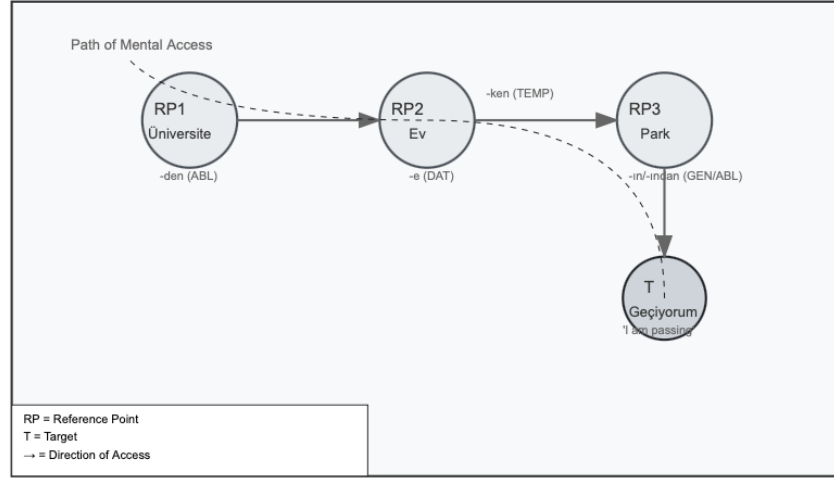 Path of Mental Access
RP1
Üniversite
-den (ABL)
RP2
Ev
-e (DAT)
-ken (TEMP)
RP3
Park
-ın/-ından (GEN/ABL)
T
Geçiyorum
'I am passing'
RP = Reference Point
T = Target
→ = Direction of Access